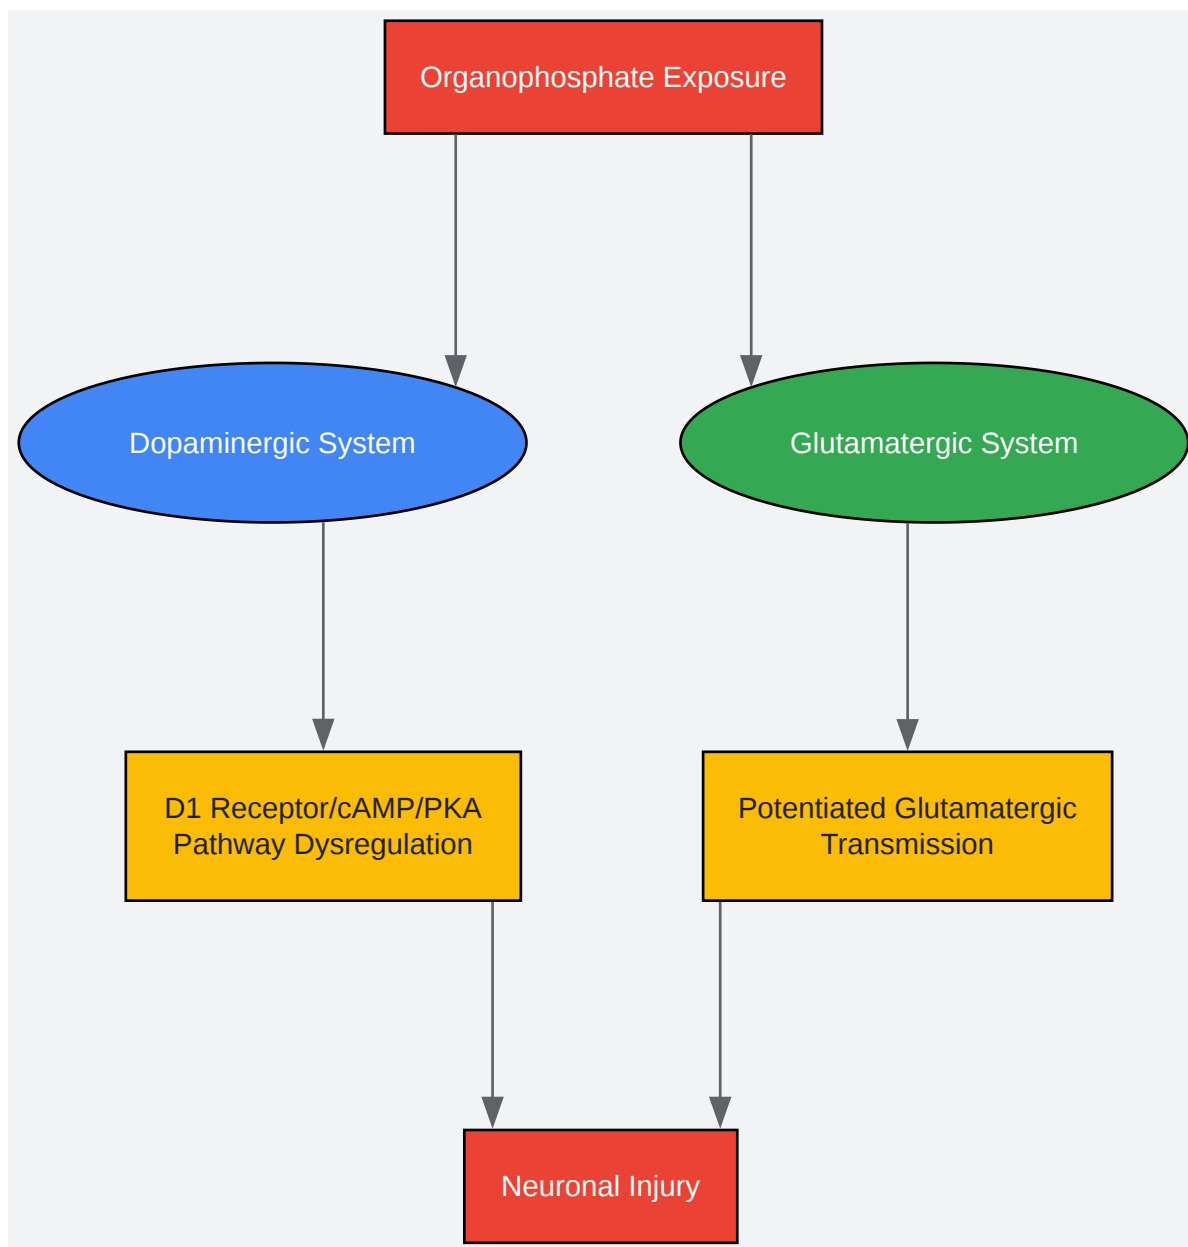 Organophosphate Exposure
Dopaminergic System
Glutamatergic System
D1 Receptor/cAMP/PKA
Pathway Dysregulation
Potentiated Glutamatergic
Transmission
Neuronal Injury